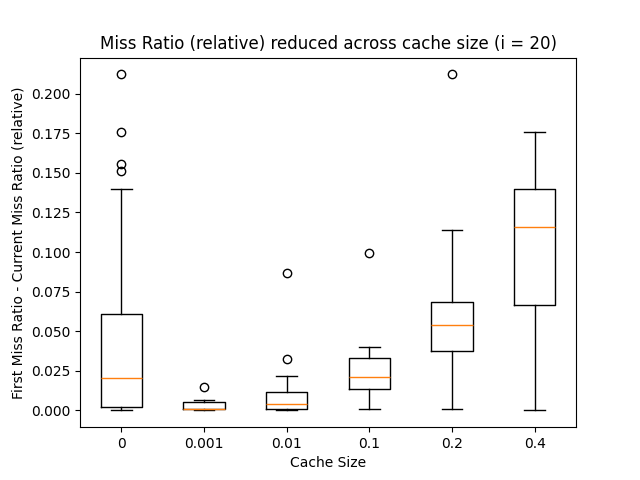 Miss Ratio (relative) reduced across cache size (i = 20)
First Miss Ratio - Current Miss Ratio (relative)
0.200
0.175
0.150
0.125
0.100
0.075
0.050
0.025
0.000
0 0.001 0.01 0.1 0.2 0.4
Cache Size